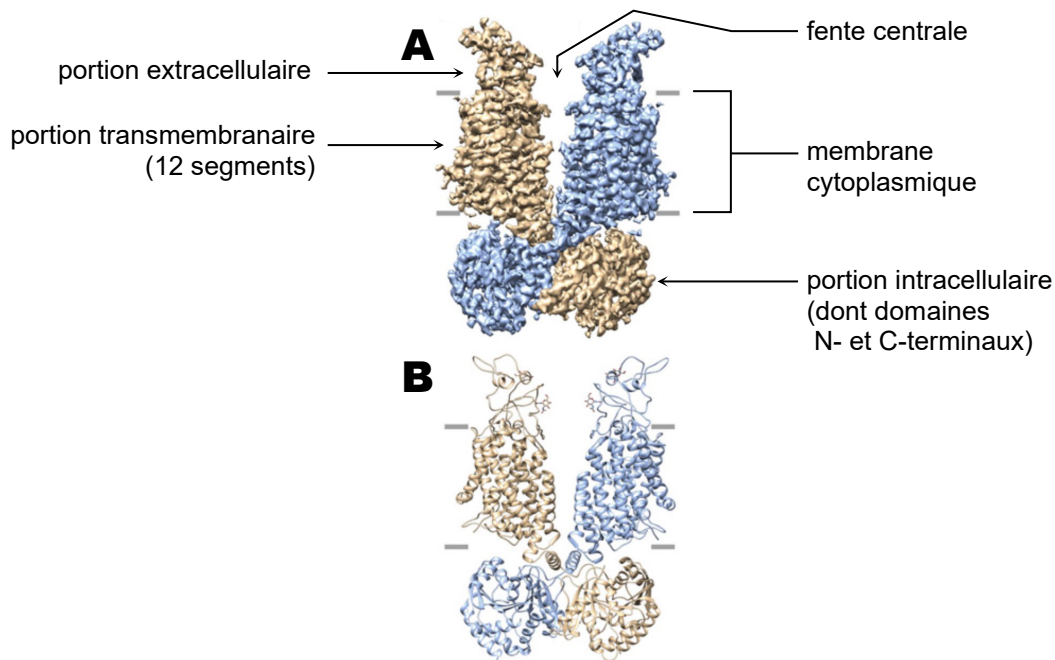 A
fente centrale
portion extracellulaire
portion transmembranaire
(12 segments)
membrane
cytoplasmique
portion intracellulaire
(dont domaines
N- et C-terminaux)
B